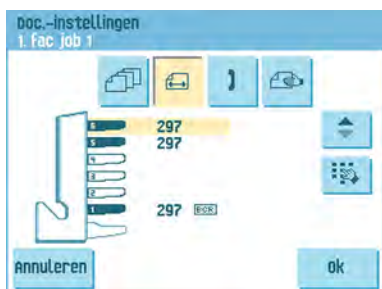 Doc.-instellingen
1. Fac job 1
6 297
5 297
4
3
2
1 297 BCR
Annuleren
Ok